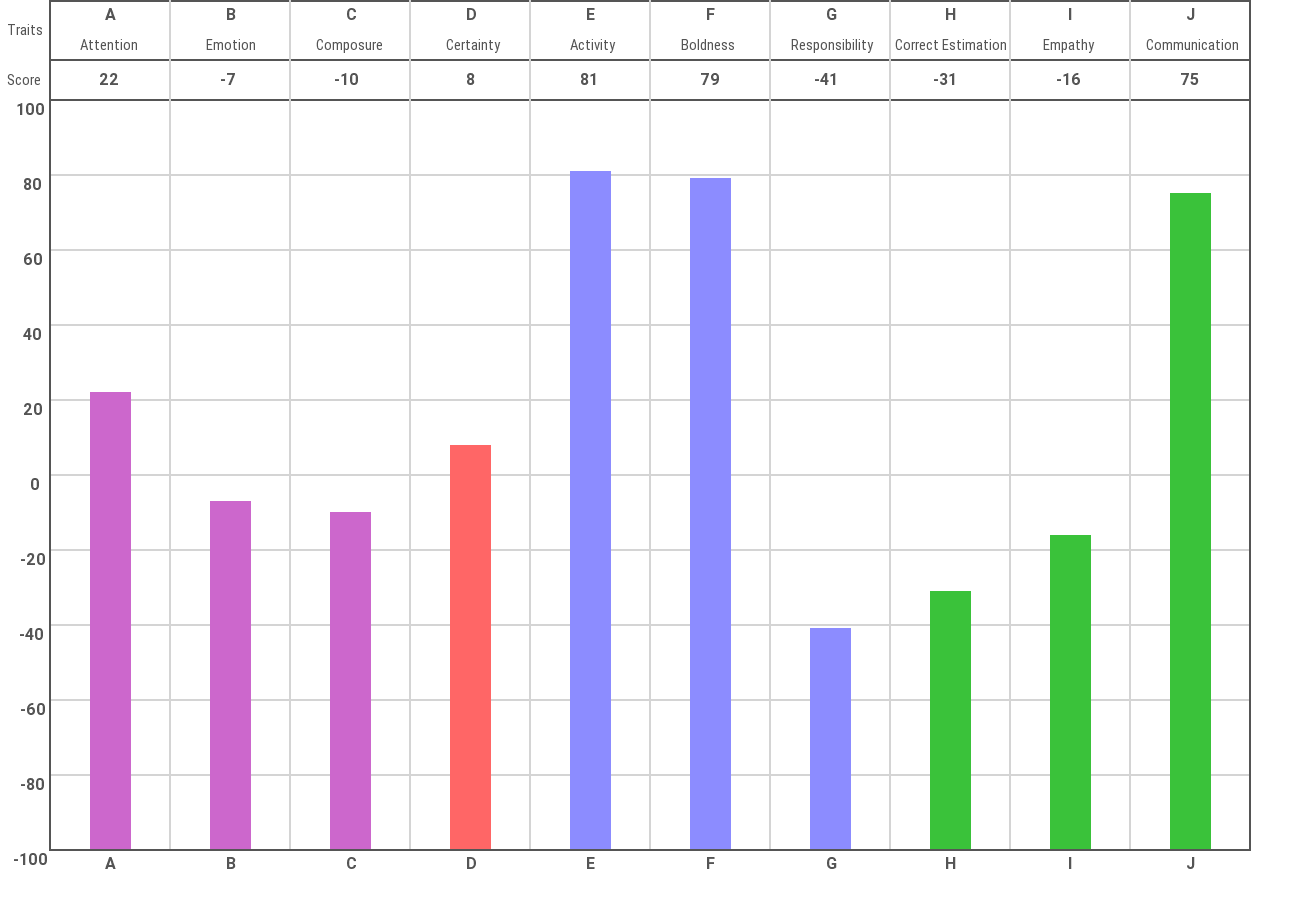 Traits A B C D E F G H I J
Attention Emotion Composure Certainty Activity Boldness Responsibility Correct Estimation Empathy Communication
Score 22 -7 -10 8 81 79 -41 -31 -16 75
100
80
60
40
20
0
-20
-40
-60
-80
-100
A B C D E F G H I J